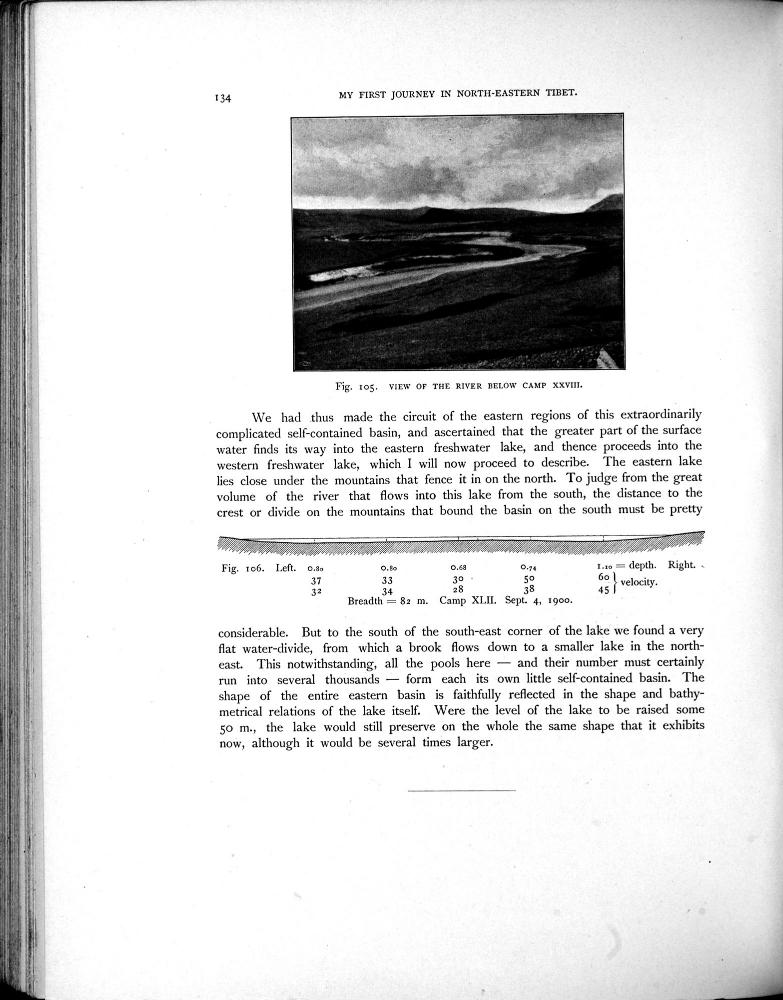 134
MY FIRST JOURNEY IN NORTH-EASTERN TIBET.
Fig. 105. VIEW OF THE RIVER BELOW CAMP XXVIII.
We had thus made the circuit of the eastern regions of this extraordinarily
complicated self-contained basin, and ascertained that the greater part of the surface
water finds its way into the eastern freshwater lake, and thence proceeds into the
western freshwater lake, which I will now proceed to describe. The eastern lake
lies close under the mountains that fence it in on the north. To judge from the great
volume of the river that flows into this lake from the south, the distance to the
crest or divide on the mountains that bound the basin on the south must be pretty
Fig. 106. Left. 0.80 0.80 0.68 0.74 1.10 = depth. Right.
37 33 30 50 60 } velocity.
32 34 28 38 45
Breadth = 82 m. Camp XLII. Sept. 4, 1900.
considerable. But to the south of the south-east corner of the lake we found a very
flat water-divide, from which a brook flows down to a smaller lake in the north-
east. This notwithstanding, all the pools here — and their number must certainly
run into several thousands — form each its own little self-contained basin. The
shape of the entire eastern basin is faithfully reflected in the shape and bathy-
metrical relations of the lake itself. Were the level of the lake to be raised some
50 m., the lake would still preserve on the whole the same shape that it exhibits
now, although it would be several times larger.